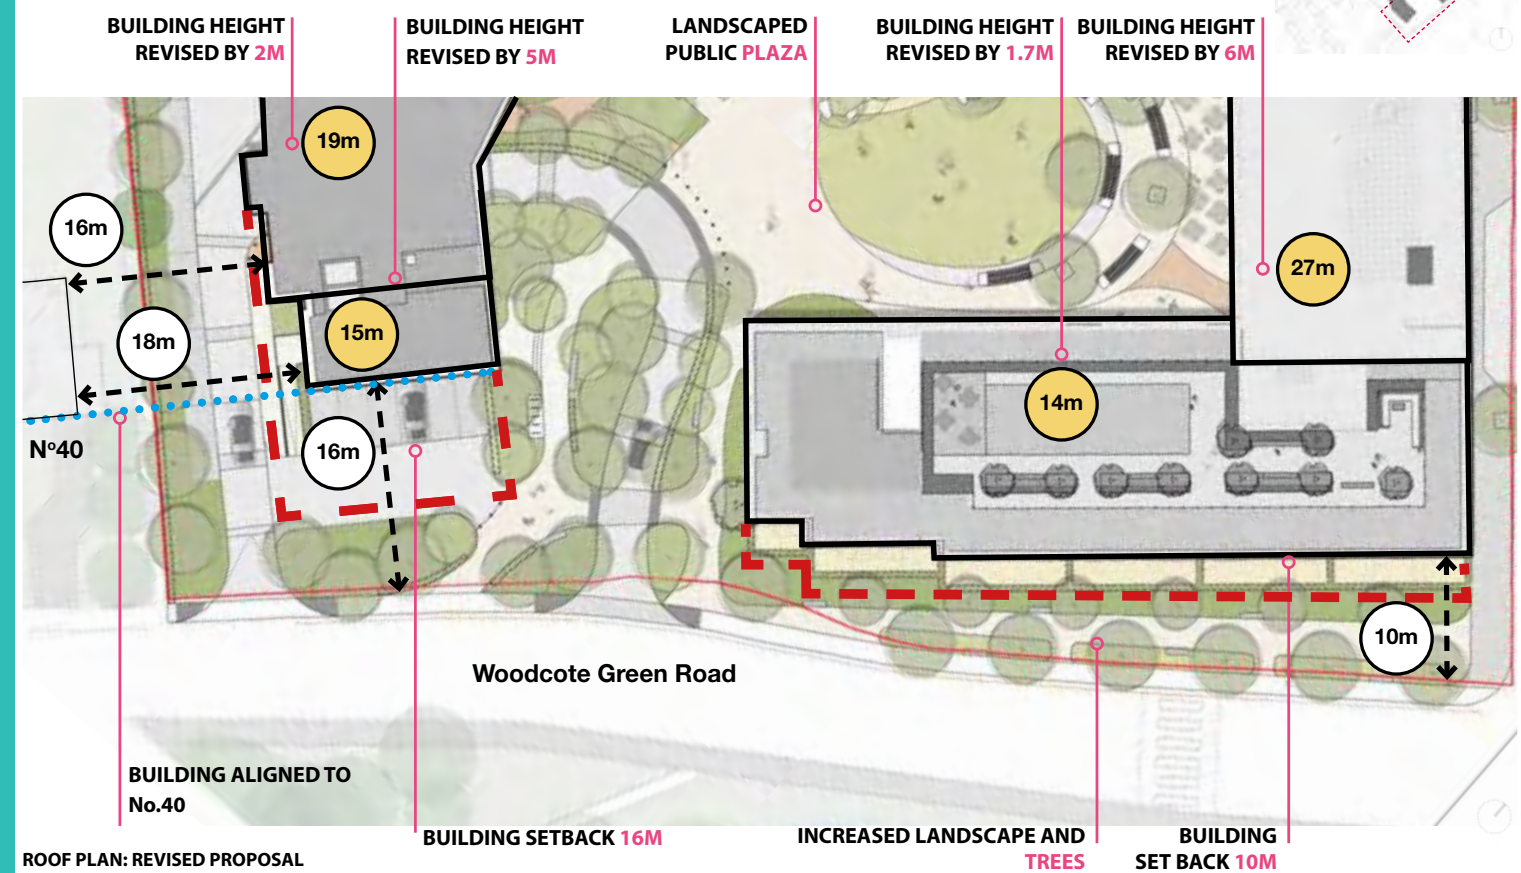 BUILDING HEIGHT
REVISED BY 2M
BUILDING HEIGHT
REVISED BY 5M
LANDSCAPED
PUBLIC PLAZA
BUILDING HEIGHT
REVISED BY 1.7M
BUILDING HEIGHT
REVISED BY 6M
19m
16m
27m
18m
15m
14m
Nº40
16m
10m
Woodcote Green Road
BUILDING ALIGNED TO
No.40
BUILDING SETBACK 16M
INCREASED LANDSCAPE AND
TREES
BUILDING
SET BACK 10M
ROOF PLAN: REVISED PROPOSAL